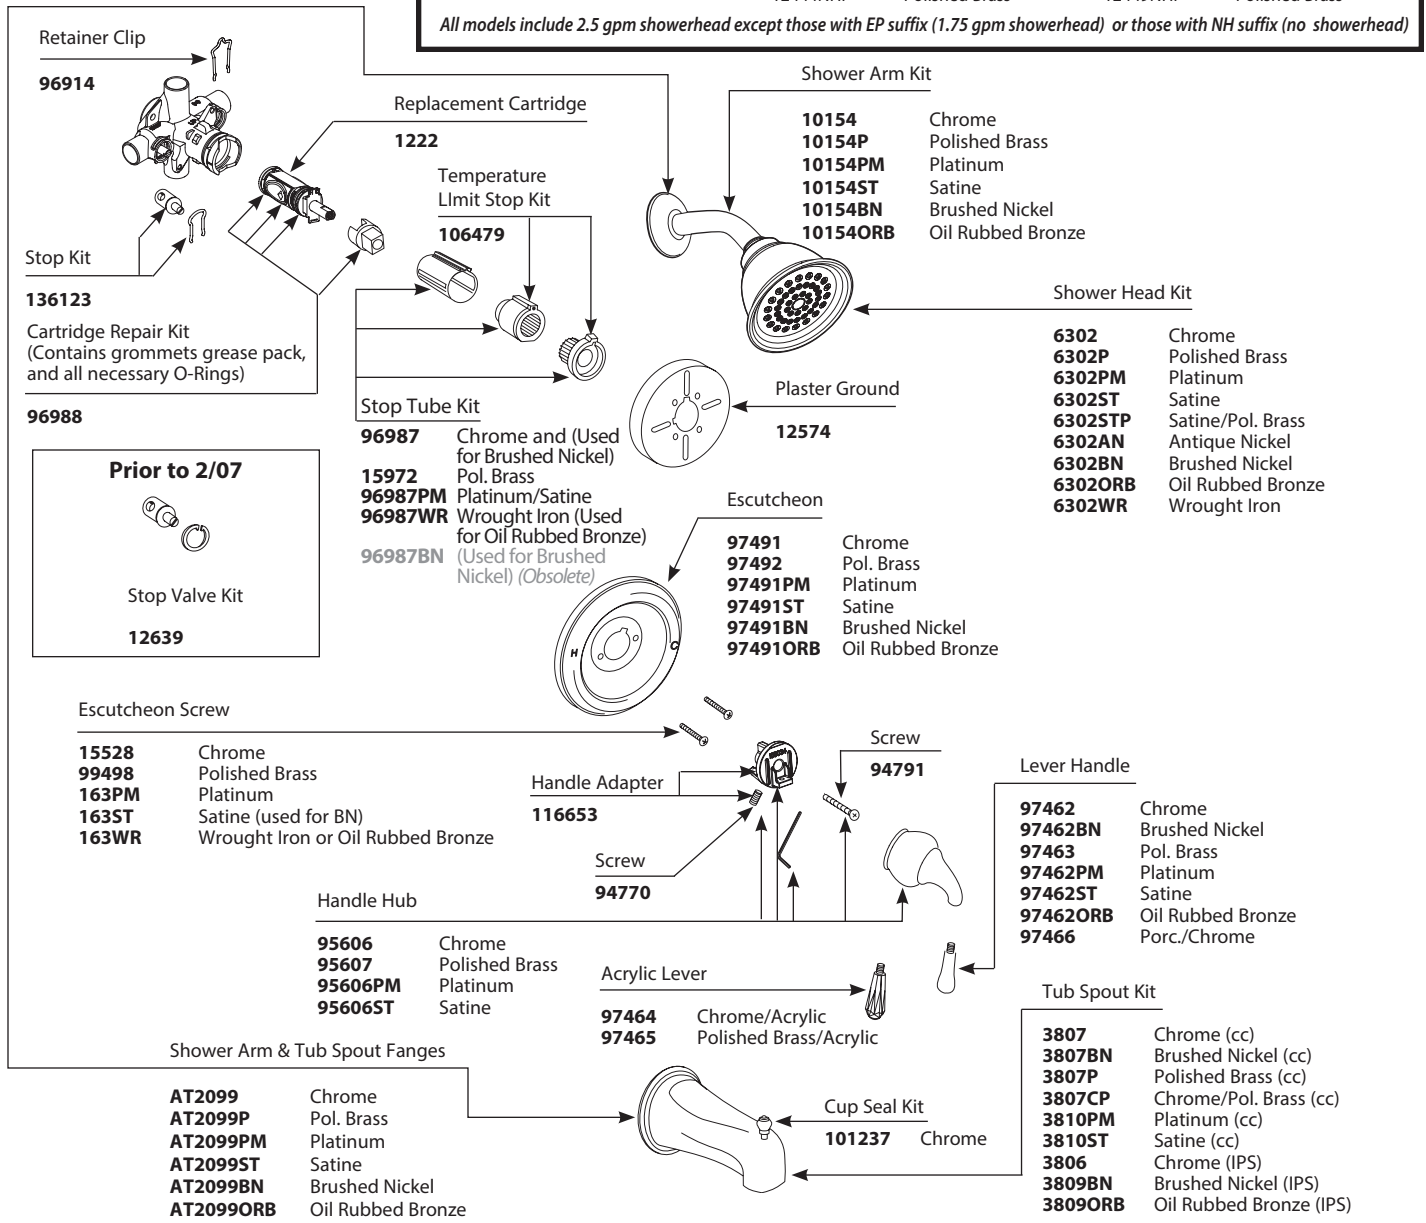 All models include 2.5 gpm showerhead except those with EP suffix (1.75 gpm showerhead) or those with NH suffix (no showerhead)
Retainer Clip
96914
Replacement Cartridge
1222
Temperature
LImit Stop Kit
106479
Stop Kit
136123
Cartridge Repair Kit
(Contains grommets grease pack,
and all necessary O-Rings)
96988
Shower Arm Kit
10154 Chrome
10154P Polished Brass
10154PM Platinum
10154ST Satine
10154BN Brushed Nickel
10154ORB Oil Rubbed Bronze
Shower Head Kit
6302 Chrome
6302P Polished Brass
6302PM Platinum
6302ST Satine
6302STP Satine/Pol. Brass
6302AN Antique Nickel
6302BN Brushed Nickel
6302ORB Oil Rubbed Bronze
6302WR Wrought Iron
Plaster Ground
12574
Stop Tube Kit
96987 Chrome and (Used
for Brushed Nickel)
15972 Pol. Brass
96987PM Platinum/Satine
96987WR Wrought Iron (Used
for Oil Rubbed Bronze)
96987BN (Used for Brushed
Nickel) (Obsolete)
Prior to 2/07
Stop Valve Kit
12639
Escutcheon
97491 Chrome
97492 Pol. Brass
97491PM Platinum
97491ST Satine
97491BN Brushed Nickel
97491ORB Oil Rubbed Bronze
H
C
Escutcheon Screw
15528 Chrome
99498 Polished Brass
163PM Platinum
163ST Satine (used for BN)
163WR Wrought Iron or Oil Rubbed Bronze
Handle Adapter
116653
Screw
94791
Screw
94770
Lever Handle
97462 Chrome
97462BN Brushed Nickel
97463 Pol. Brass
97462PM Platinum
97462ST Satine
97462ORB Oil Rubbed Bronze
97466 Porc./Chrome
Handle Hub
95606 Chrome
95607 Polished Brass
95606PM Platinum
95606ST Satine
Acrylic Lever
97464 Chrome/Acrylic
97465 Polished Brass/Acrylic
Tub Spout Kit
3807 Chrome (cc)
3807BN Brushed Nickel (cc)
3807P Polished Brass (cc)
3807CP Chrome/Pol. Brass (cc)
3810PM Platinum (cc)
3810ST Satine (cc)
3806 Chrome (IPS)
3809BN Brushed Nickel (IPS)
3809ORB Oil Rubbed Bronze (IPS)
Shower Arm & Tub Spout Fanges
AT2099 Chrome
AT2099P Pol. Brass
AT2099PM Platinum
AT2099ST Satine
AT2099BN Brushed Nickel
AT2099ORB Oil Rubbed Bronze
Cup Seal Kit
101237 Chrome